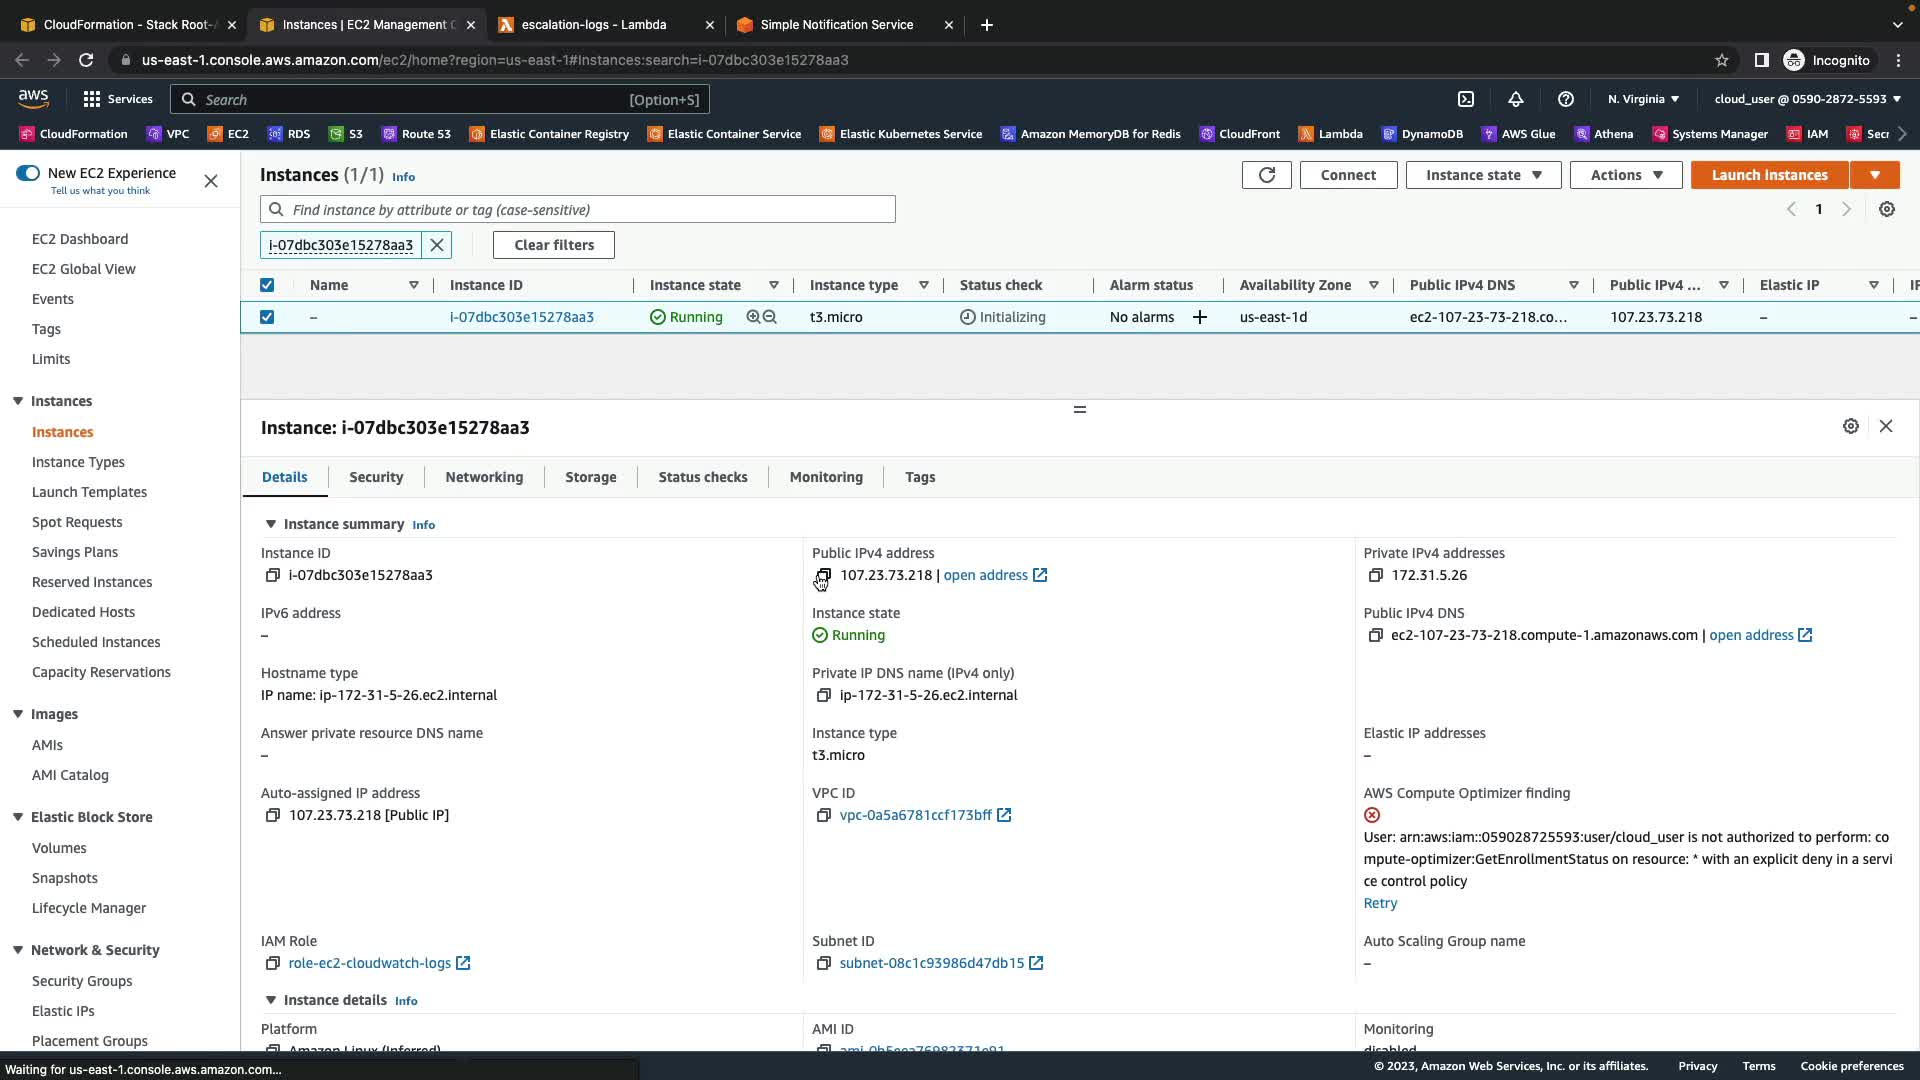 CloudFormation - Stack Root-
Instances | EC2 Management C
escalation-logs - Lambda
Simple Notification Service
us-east-1.console.aws.amazon.com/ec2/home?region=us-east-1#Instances:search=i-07dbc303e15278aa3
Incognito
aws
Services
Search
[Option+S]
N. Virginia
cloud_user @ 0590-2872-5593
CloudFormation
VPC
EC2
RDS
S3
Route 53
Elastic Container Registry
Elastic Container Service
Elastic Kubernetes Service
Amazon MemoryDB for Redis
CloudFront
Lambda
DynamoDB
AWS Glue
Athena
Systems Manager
IAM
Secr
New EC2 Experience
Tell us what you think
EC2 Dashboard
EC2 Global View
Events
Tags
Limits
Instances
Instances
Instance Types
Launch Templates
Spot Requests
Savings Plans
Reserved Instances
Dedicated Hosts
Scheduled Instances
Capacity Reservations
Images
AMIs
AMI Catalog
Elastic Block Store
Volumes
Snapshots
Lifecycle Manager
Network & Security
Security Groups
Elastic IPs
Placement Groups
Instances (1/1) Info
Connect
Instance state
Actions
Launch instances
Find instance by attribute or tag (case-sensitive)
1
i-07dbc303e15278aa3
Clear filters
Name
Instance ID
Instance state
Instance type
Status check
Alarm status
Availability Zone
Public IPv4 DNS
Public IPv4 ...
Elastic IP
IP
–
i-07dbc303e15278aa3
Running
t3.micro
Initializing
No alarms
us-east-1d
ec2-107-23-73-218.co...
107.23.73.218
–
–
Instance: i-07dbc303e15278aa3
Details
Security
Networking
Storage
Status checks
Monitoring
Tags
Instance summary Info
Instance ID
i-07dbc303e15278aa3
Public IPv4 address
107.23.73.218 | open address
Private IPv4 addresses
172.31.5.26
IPv6 address
–
Instance state
Running
Public IPv4 DNS
ec2-107-23-73-218.compute-1.amazonaws.com | open address
Hostname type
IP name: ip-172-31-5-26.ec2.internal
Private IP DNS name (IPv4 only)
ip-172-31-5-26.ec2.internal
Answer private resource DNS name
–
Instance type
t3.micro
Elastic IP addresses
–
Auto-assigned IP address
107.23.73.218 [Public IP]
VPC ID
vpc-0a5a6781ccf173bff
AWS Compute Optimizer finding
User: arn:aws:iam::059028725593:user/cloud_user is not authorized to perform: co
mpute-optimizer:GetEnrollmentStatus on resource: * with an explicit deny in a servi
ce control policy
Retry
IAM Role
role-ec2-cloudwatch-logs
Subnet ID
subnet-08c1c93986d47db15
Auto Scaling Group name
–
Instance details Info
Platform
Amazon Linux (Inferred)
AMI ID
Monitoring
disabled
Waiting for us-east-1.console.aws.amazon.com...
© 2023, Amazon Web Services, Inc. or its affiliates.
Privacy
Terms
Cookie preferences